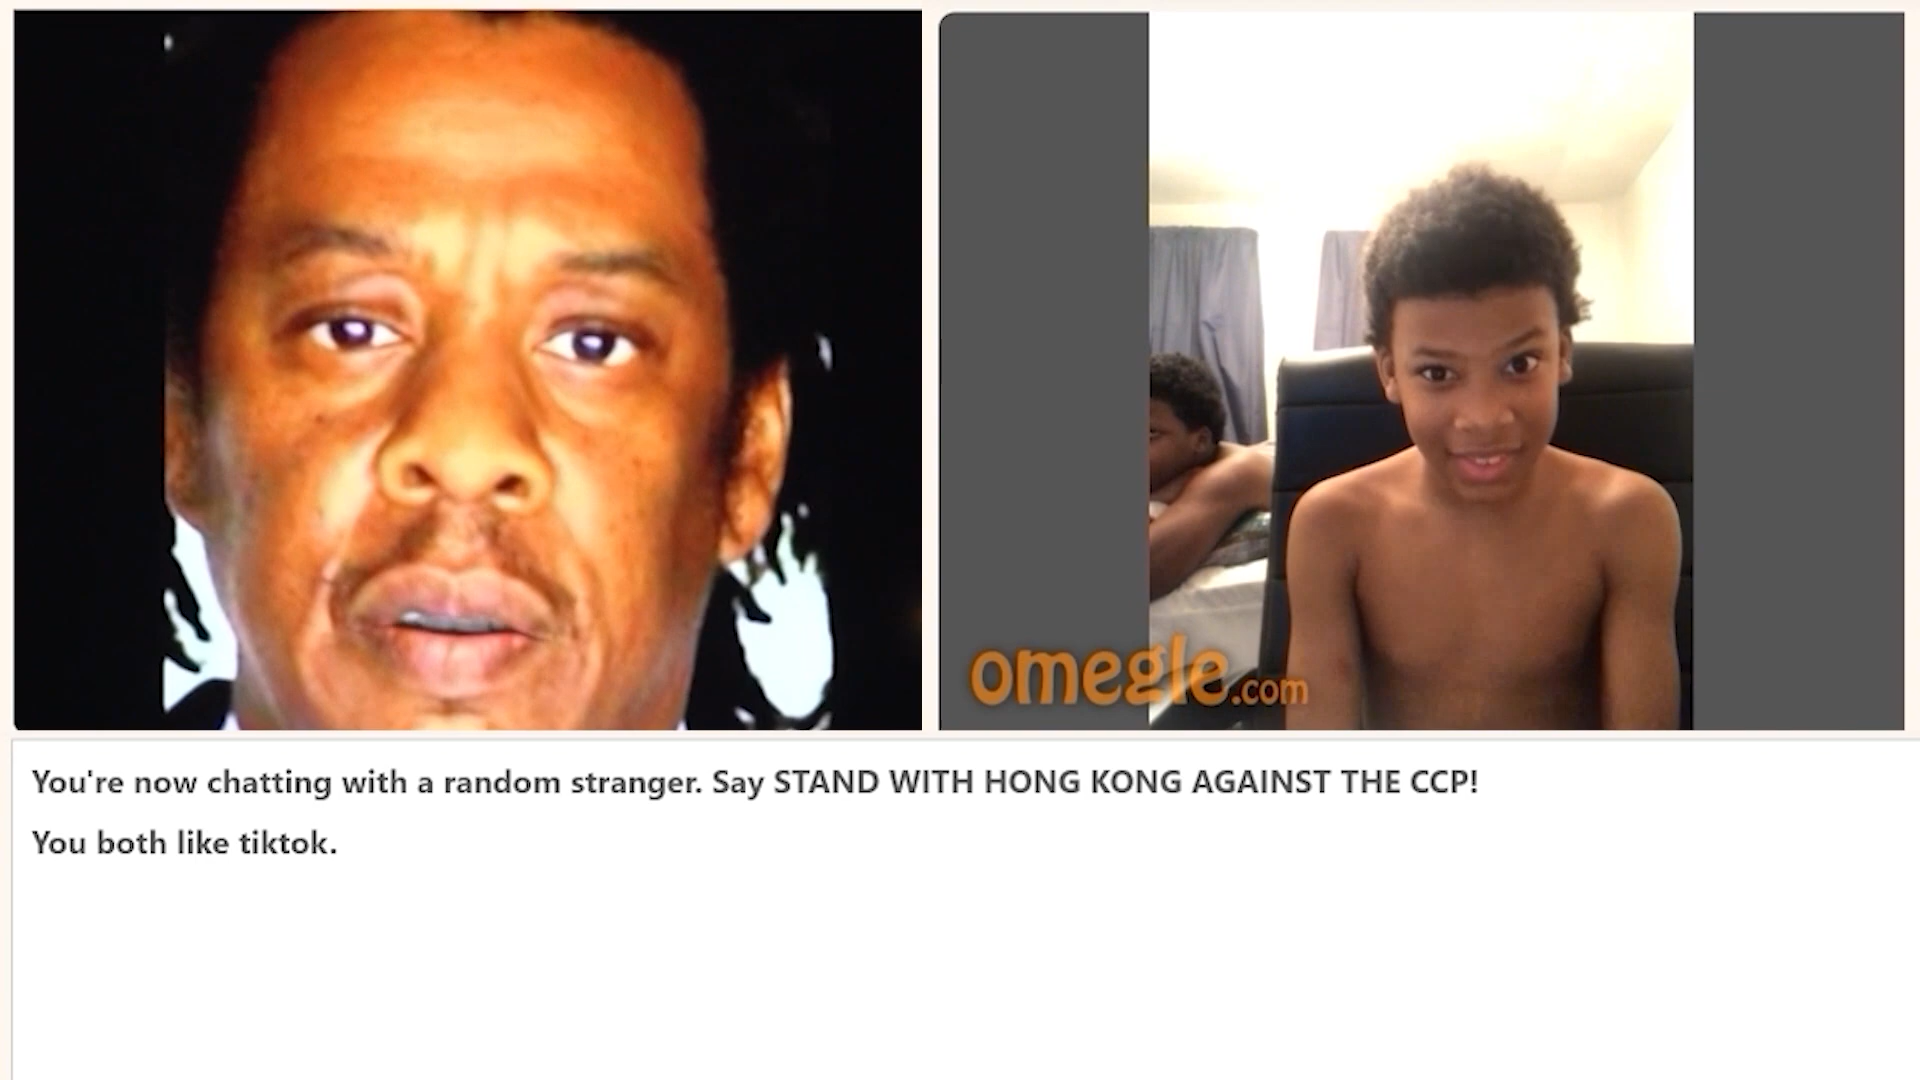 omegle.com
You're now chatting with a random stranger. Say STAND WITH HONG KONG AGAINST THE CCP!
You both like tiktok.